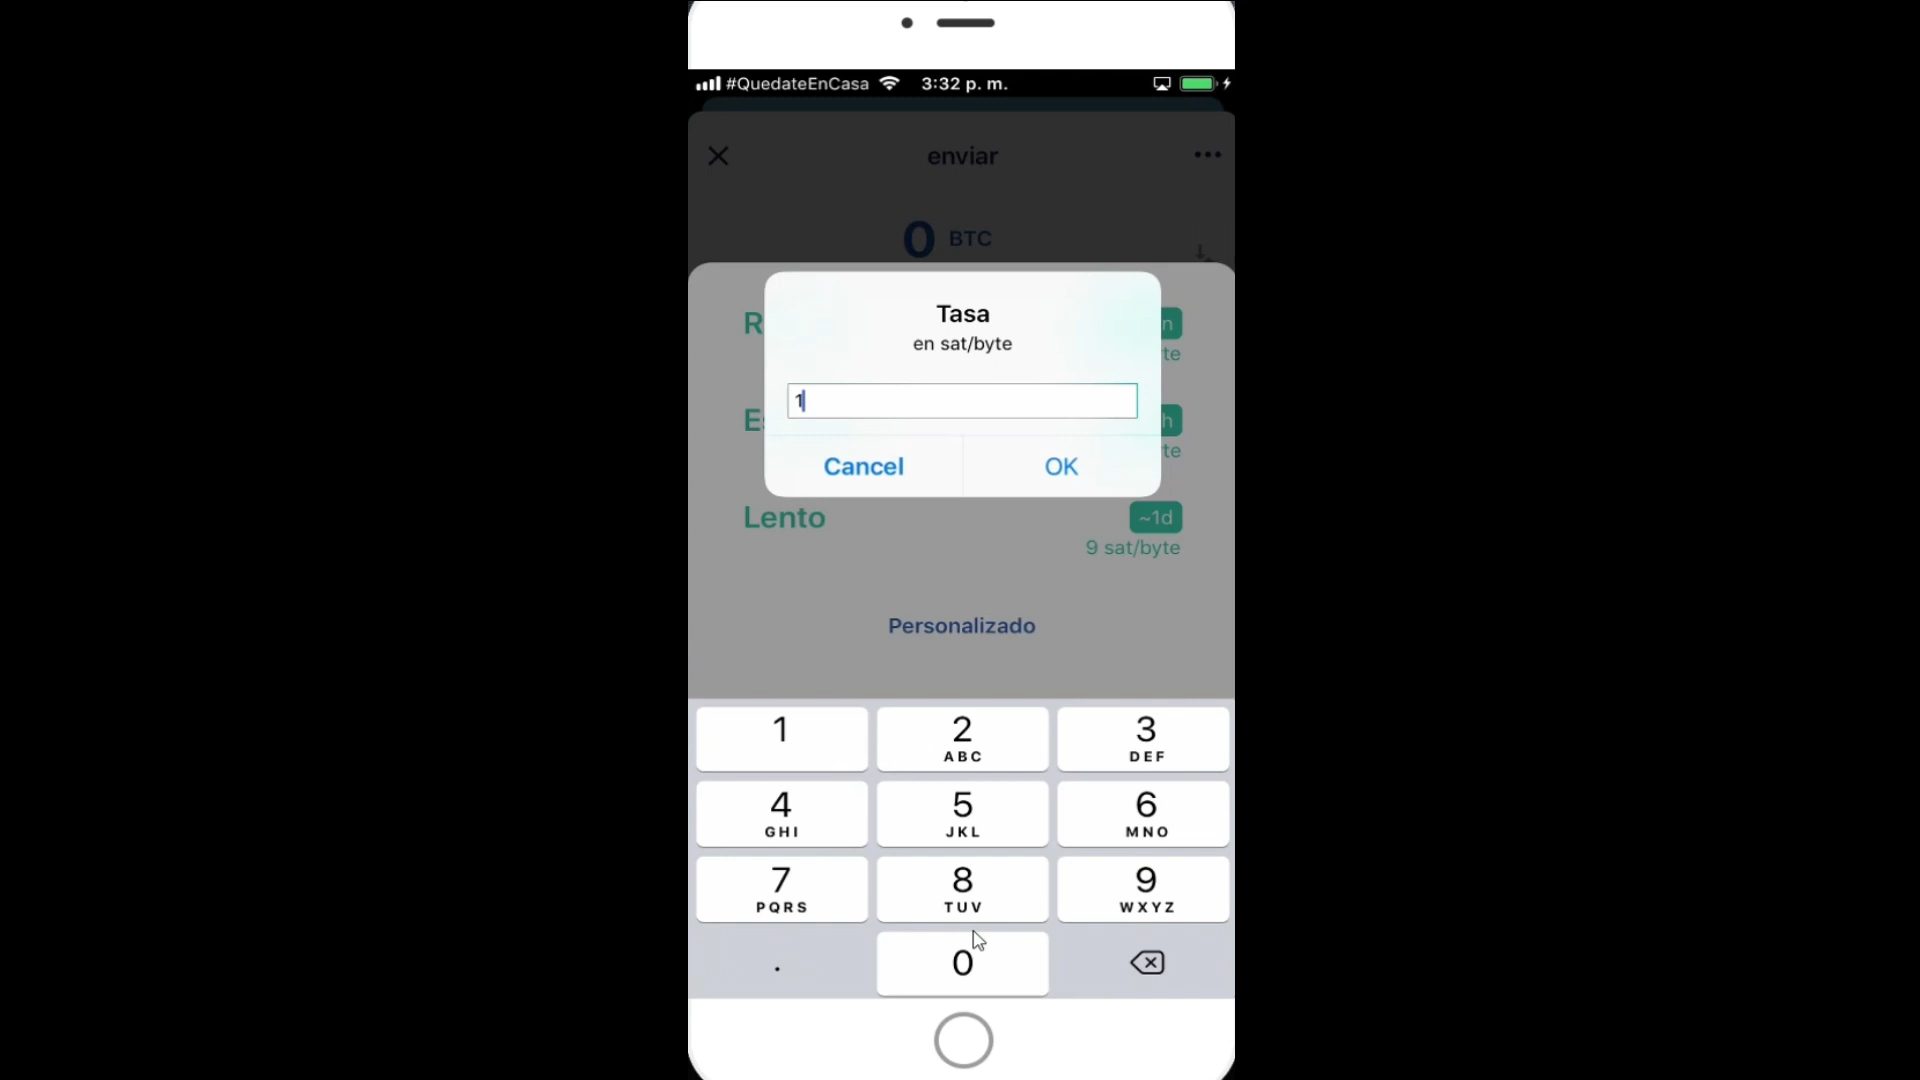 #QuedateEnCasa 3:32 p. m.
enviar
0 BTC
Tasa
en sat/byte
1
Cancel OK
Lento ~1d
9 sat/byte
Personalizado
1 2 3
ABC DEF
4 5 6
GHI JKL MNO
7 8 9
PQRS TUV WXYZ
. 0